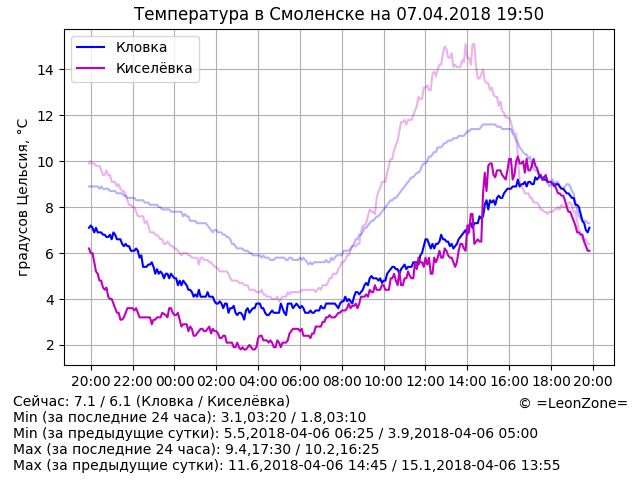 Температура в Смоленске на 07.04.2018 19:50
Кловка
Киселёвка
градусов Цельсия, °C
14
12
10
8
6
4
2
20:00 22:00 00:00 02:00 04:00 06:00 08:00 10:00 12:00 14:00 16:00 18:00 20:00
Сейчас: 7.1 / 6.1 (Кловка / Киселёвка)
© =LeonZone=
Min (за последние 24 часа): 3.1,03:20 / 1.8,03:10
Min (за предыдущие сутки): 5.5,2018-04-06 06:25 / 3.9,2018-04-06 05:00
Max (за последние 24 часа): 9.4,17:30 / 10.2,16:25
Max (за предыдущие сутки): 11.6,2018-04-06 14:45 / 15.1,2018-04-06 13:55